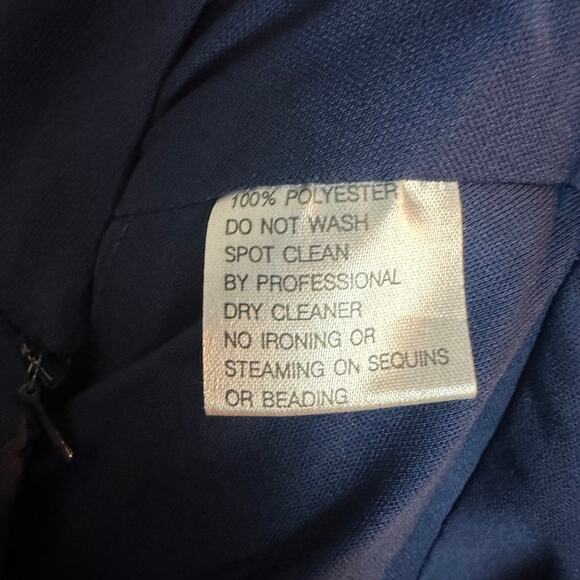 100% POLYESTER
DO NOT WASH
SPOT CLEAN
BY PROFESSIONAL
DRY CLEANER
NO IRONING OR
STEAMING ON SEQUINS
OR BEADING